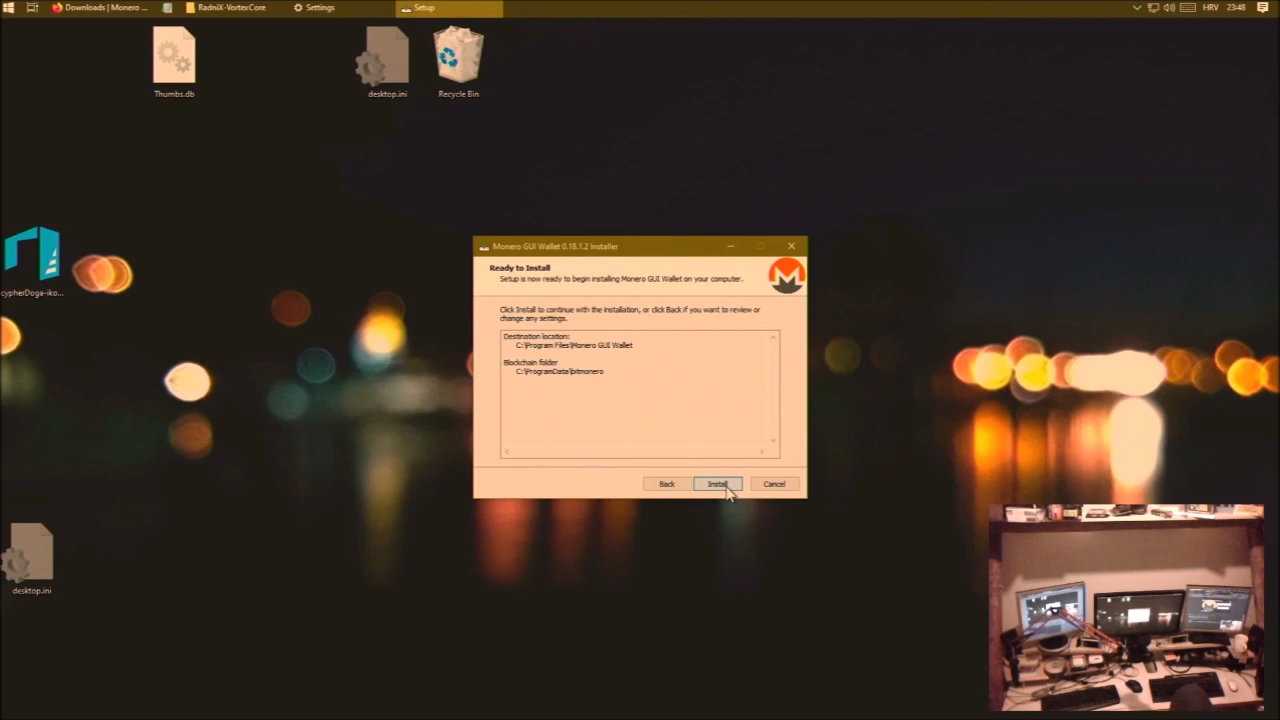 Downloads | Monero ...
RadniX-VortexCore
Settings
Setup
HRV
23:48
Thumbs.db
desktop.ini
Recycle Bin
cypherDoga-iko...
Monero GUI Wallet 0.18.1.2 Installer
Ready to Install
Setup is now ready to begin installing Monero GUI Wallet on your computer.
Click Install to continue with the installation, or click Back if you want to review or
change any settings.
Destination location:
C:\Program Files\Monero GUI Wallet
Blockchain folder
C:\ProgramData\bitmonero
Back
Install
Cancel
desktop.ini